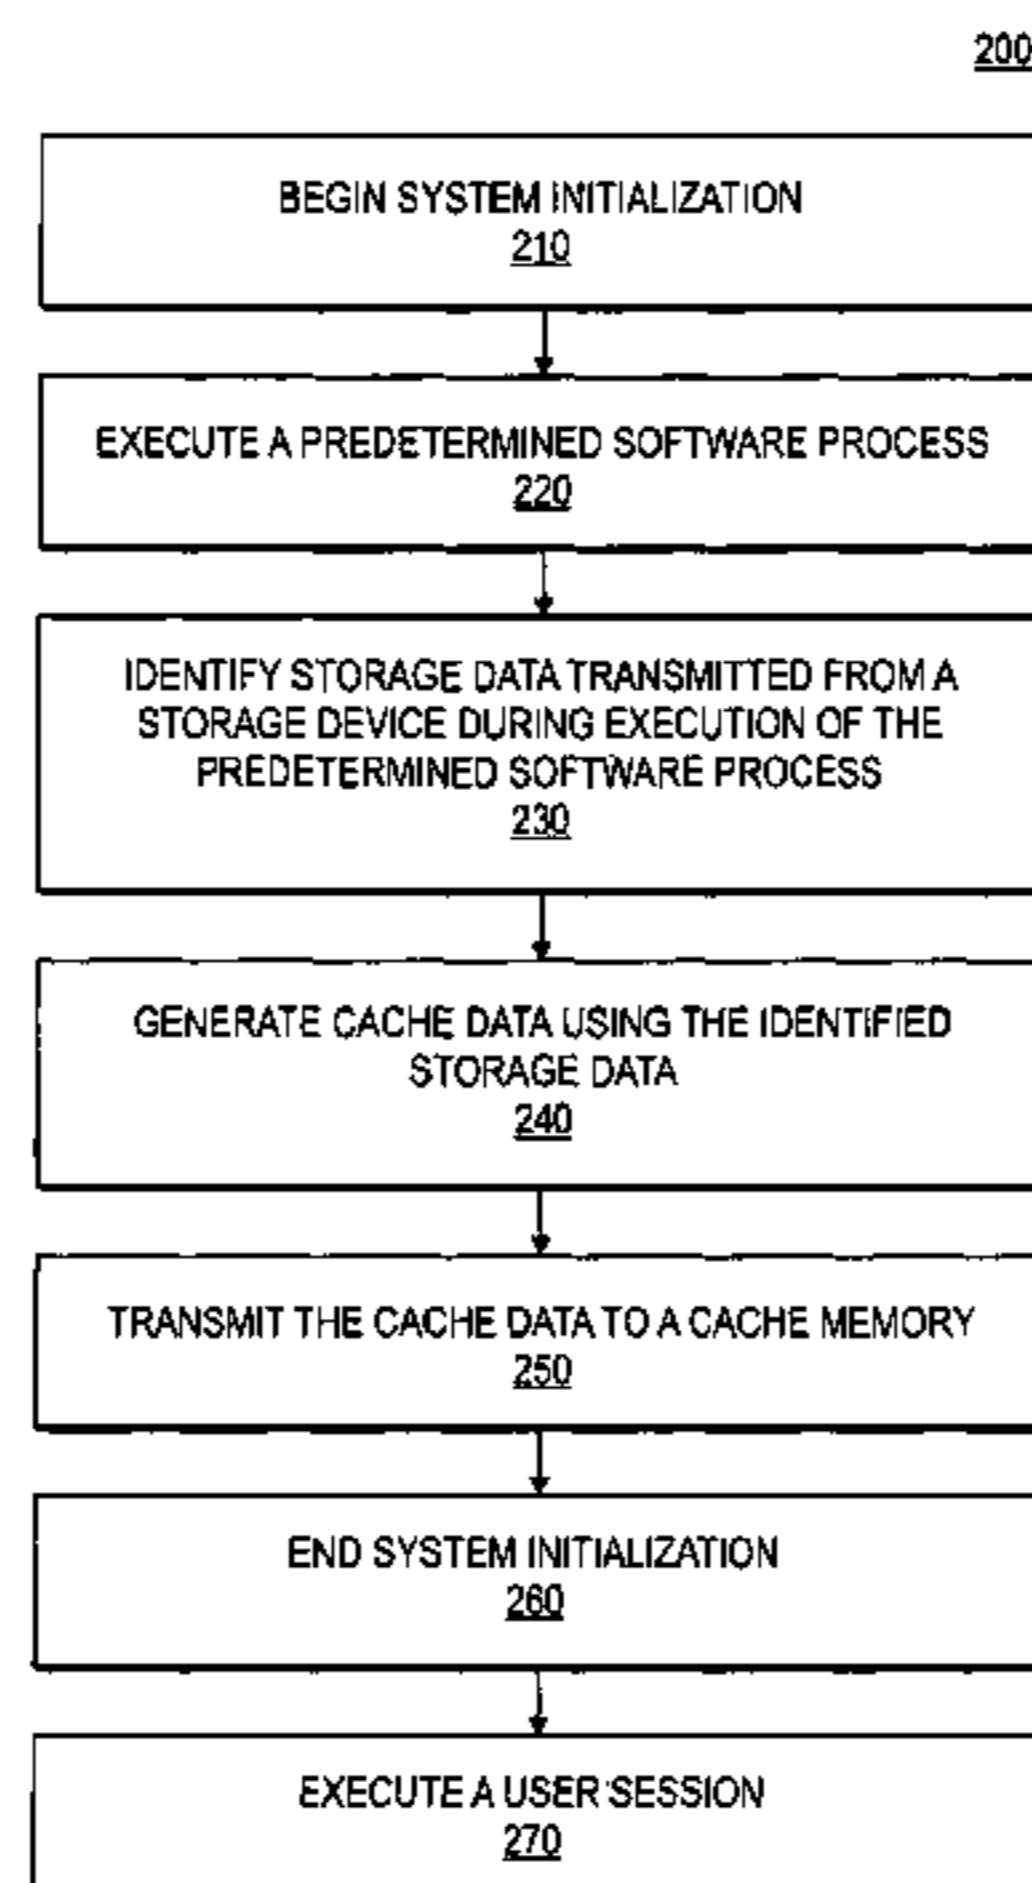 200
BEGIN SYSTEM INITIALIZATION
210
EXECUTE A PREDETERMINED SOFTWARE PROCESS
220
IDENTIFY STORAGE DATA TRANSMITTED FROM A
STORAGE DEVICE DURING EXECUTION OF THE
PREDETERMINED SOFTWARE PROCESS
230
GENERATE CACHE DATA USING THE IDENTIFIED
STORAGE DATA
240
TRANSMIT THE CACHE DATA TO A CACHE MEMORY
250
END SYSTEM INITIALIZATION
260
EXECUTE A USER SESSION
270